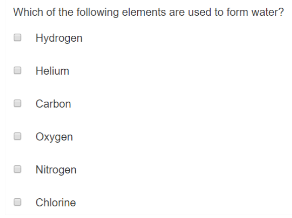 Which of the following elements are used to form water?
Hydrogen
Helium
Carbon
Oxygen
Nitrogen
Chlorine